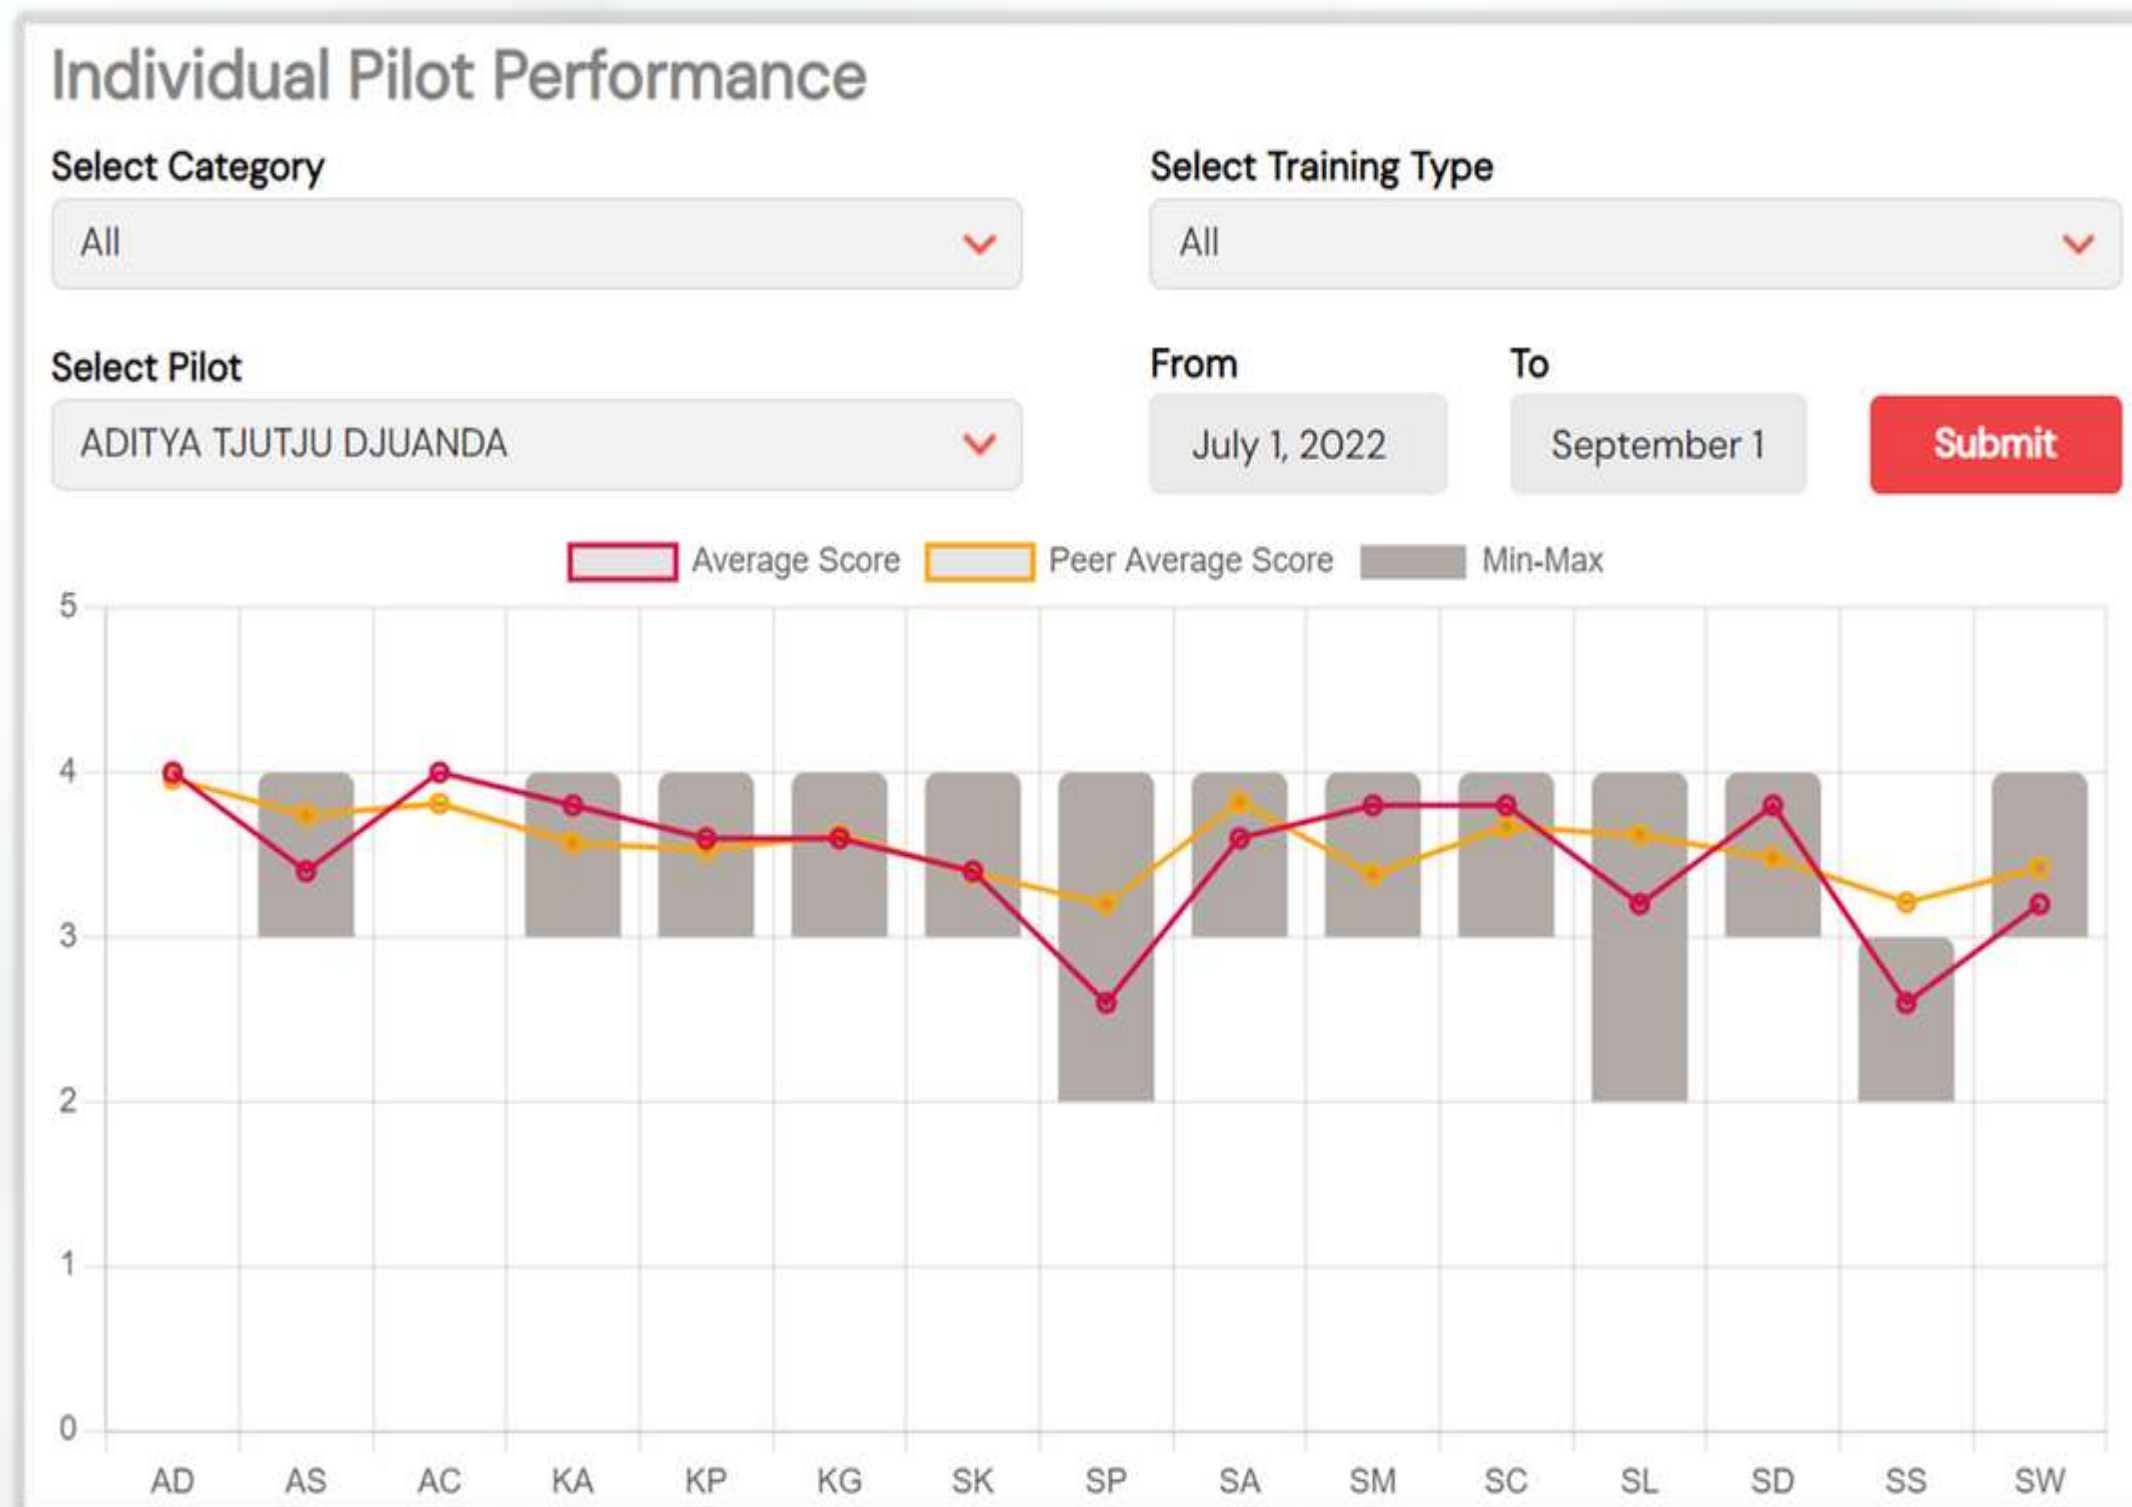 Individual Pilot Performance
Select Category
Select Training Type
All
All
Select Pilot
From
To
ADITYA TJUTJU DJUANDA
July 1, 2022
September 1
Submit
Average Score
Peer Average Score
Min-Max
5
4
3
2
1
0
AD AS AC KA KP KG SK SP SA SM SC SL SD SS SW